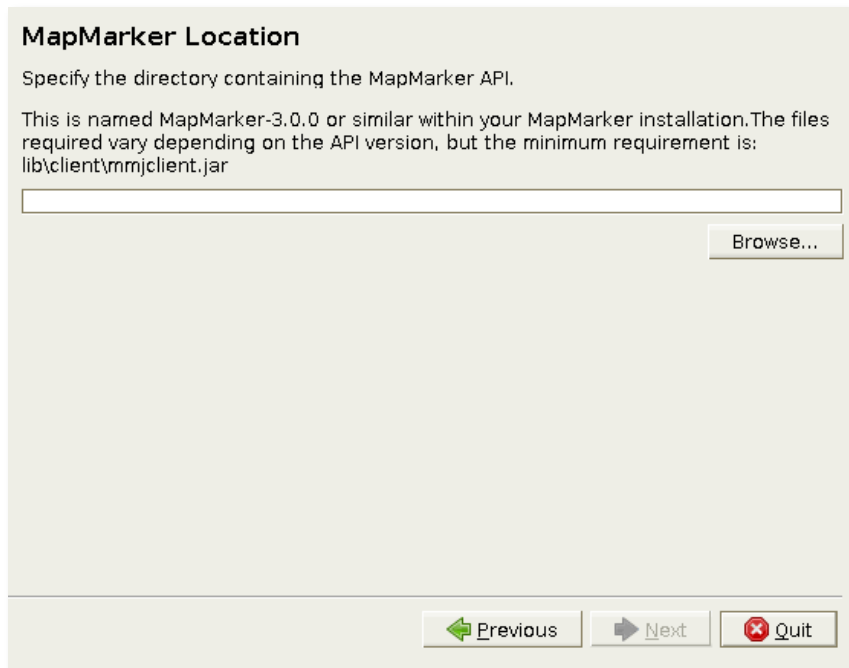 MapMarker Location
Specify the directory containing the MapMarker API.
This is named MapMarker-3.0.0 or similar within your MapMarker installation.The files
required vary depending on the API version, but the minimum requirement is:
lib\client\mmjclient.jar
Browse...
Previous
Next
Quit